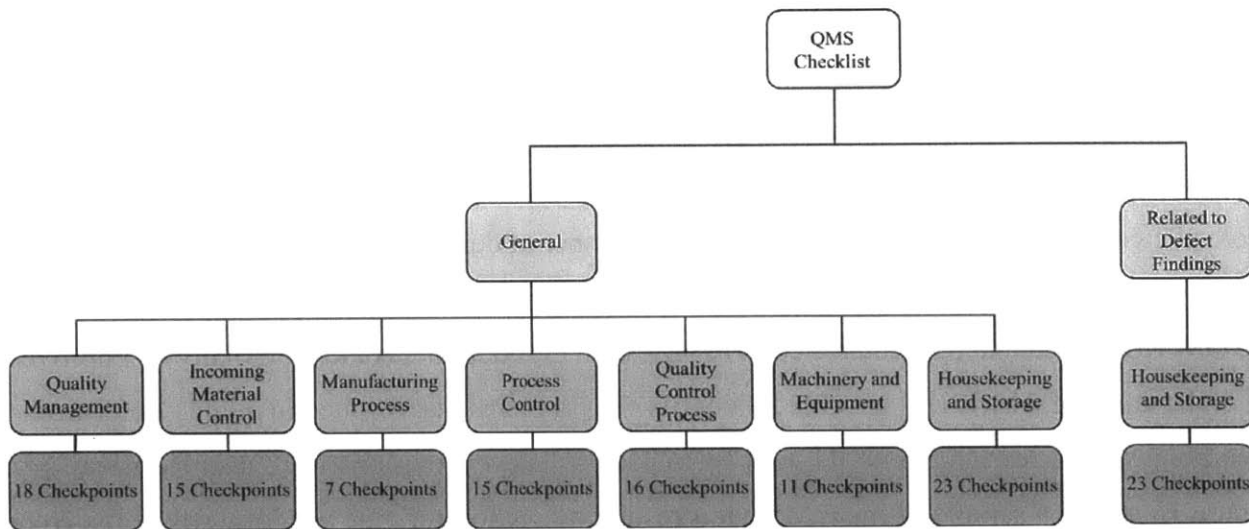 QMS
Checklist
General
Related to
Defect
Findings
Quality
Management
Incoming
Material
Control
Manufacturing
Process
Process
Control
Quality
Control
Process
Machinery and
Equipment
Housekeeping
and Storage
Housekeeping
and Storage
18 Checkpoints
15 Checkpoints
7 Checkpoints
15 Checkpoints
16 Checkpoints
11 Checkpoints
23 Checkpoints
23 Checkpoints